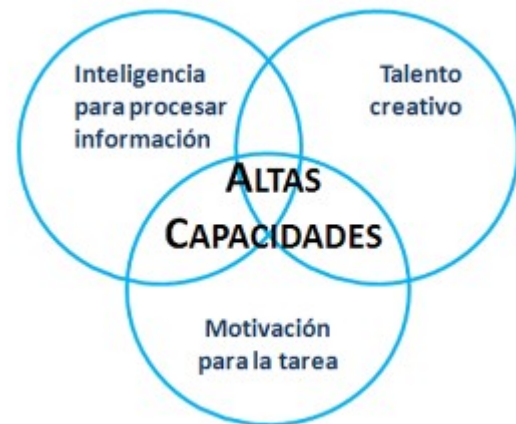 Inteligencia
para procesar
información
Talento
creativo
ALTAS
CAPACIDADES
Motivación
para la tarea